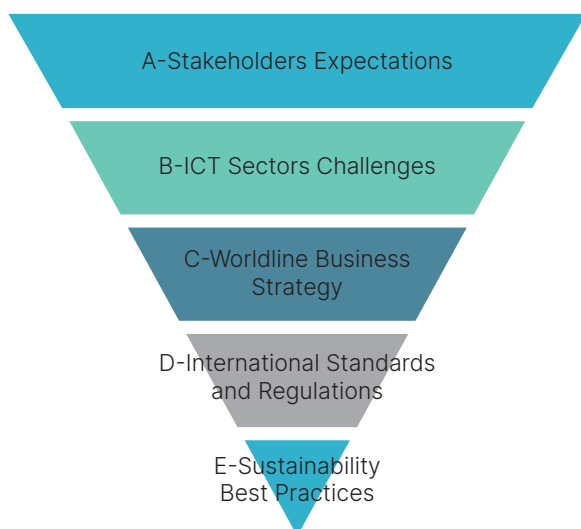 A-Stakeholders Expectations
B-ICT Sectors Challenges
C-Worldline Business
Strategy
D-International Standards
and Regulations
E-Sustainability
Best Practices